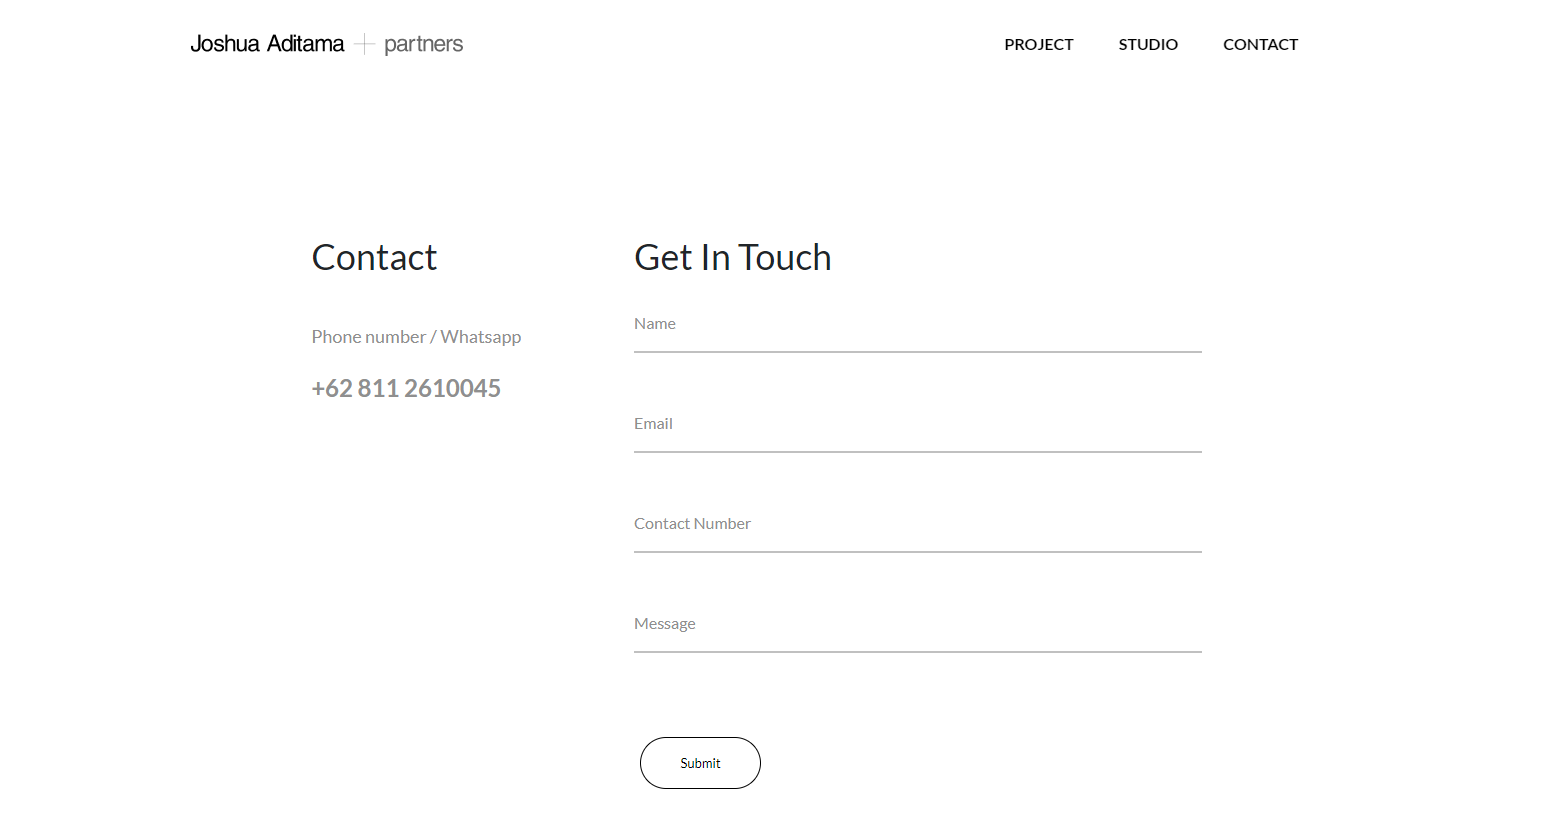 Joshua Aditama + partners
PROJECT STUDIO CONTACT
Contact
Phone number / Whatsapp
+62 811 2610045
Get In Touch
Name
Email
Contact Number
Message
Submit